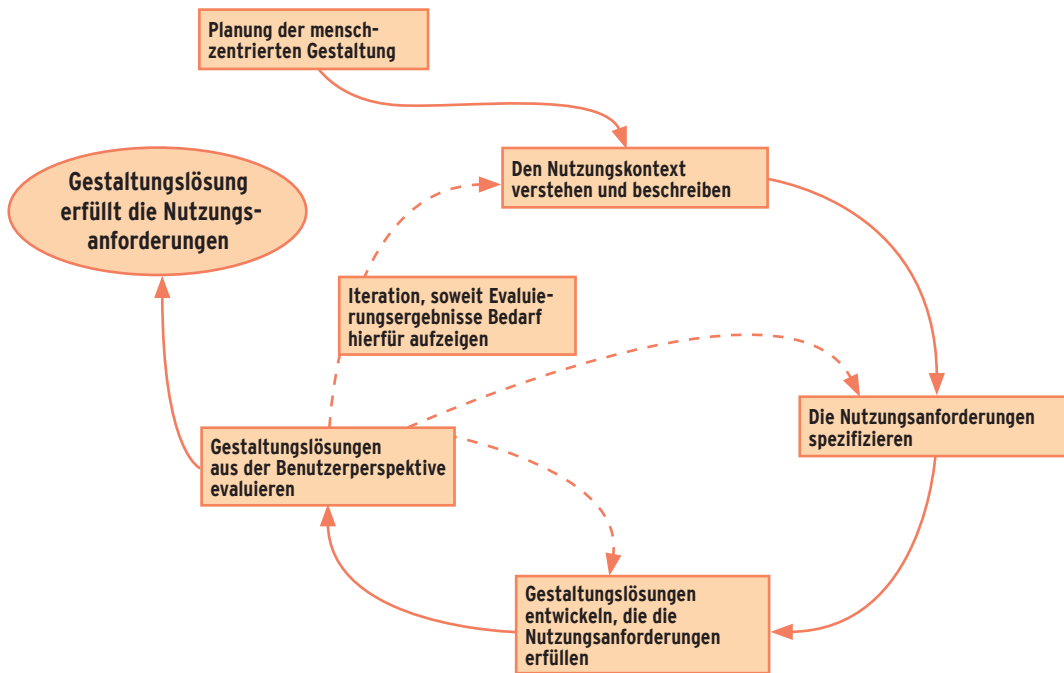 Planung der mensch-
zentrierten Gestaltung
Den Nutzungskontext
verstehen und beschreiben
Gestaltungslösung
erfüllt die Nutzungs-
anforderungen
Iteration, soweit Evaluie-
rungsergebnisse Bedarf
hierfür aufzeigen
Die Nutzungsanforderungen
spezifizieren
Gestaltungslösungen
aus der Benutzerperspektive
evaluieren
Gestaltungslösungen
entwickeln, die die
Nutzungsanforderungen
erfüllen